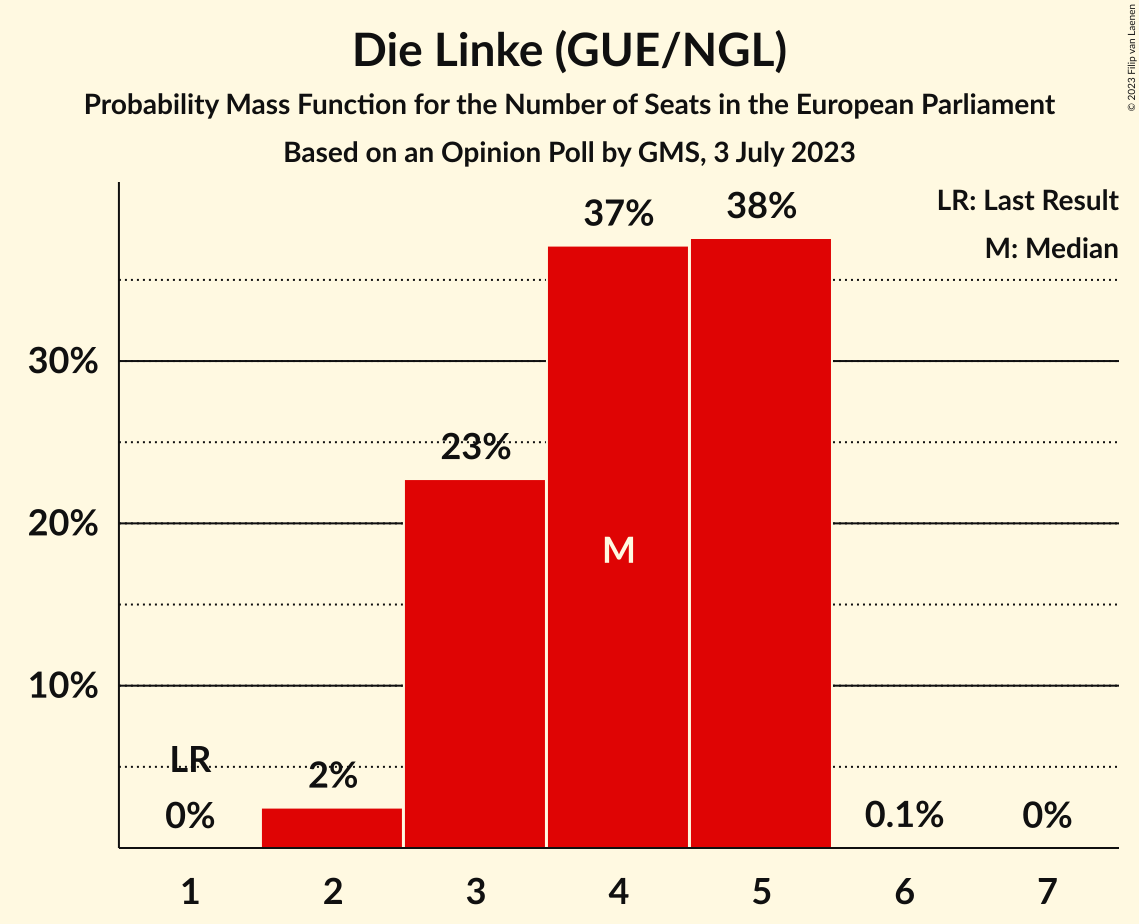 Die Linke (GUE/NGL)
Probability Mass Function for the Number of Seats in the European Parliament
Based on an Opinion Poll by GMS, 3 July 2023
© 2023 Filip van Laenen
LR: Last Result
M: Median
37%
38%
30%
23%
20%
M
10%
LR
2%
0%
0.1%
0%
1 2 3 4 5 6 7